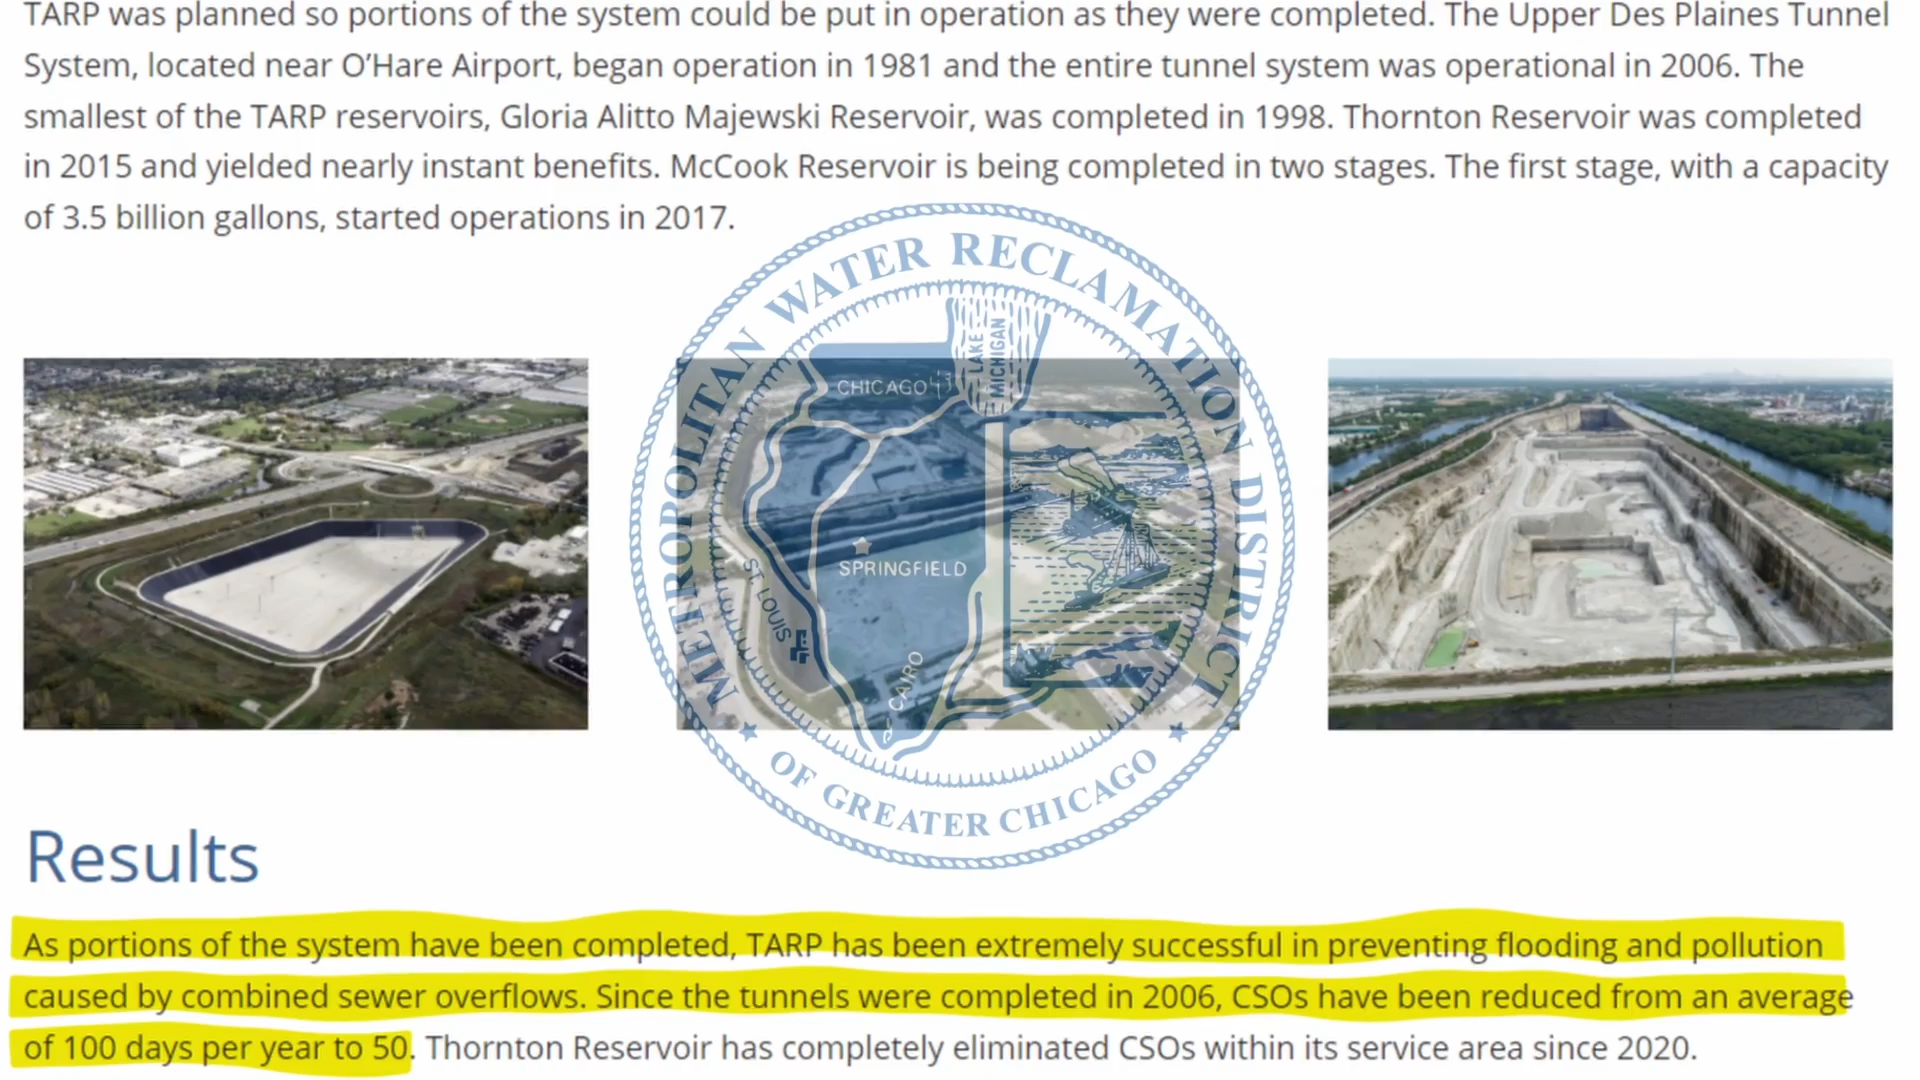 TARP was planned so portions of the system could be put in operation as they were completed. The Upper Des Plaines Tunnel
System, located near O’Hare Airport, began operation in 1981 and the entire tunnel system was operational in 2006. The
smallest of the TARP reservoirs, Gloria Alitto Majewski Reservoir, was completed in 1998. Thornton Reservoir was completed
in 2015 and yielded nearly instant benefits. McCook Reservoir is being completed in two stages. The first stage, with a capacity
of 3.5 billion gallons, started operations in 2017.
METROPOLITAN WATER RECLAMATION DISTRICT
OF GREATER CHICAGO
LAKE
MICHIGAN
CHICAGO
SPRINGFIELD
ST. LOUIS
CAIRO
Results
As portions of the system have been completed, TARP has been extremely successful in preventing flooding and pollution
caused by combined sewer overflows. Since the tunnels were completed in 2006, CSOs have been reduced from an average
of 100 days per year to 50. Thornton Reservoir has completely eliminated CSOs within its service area since 2020.